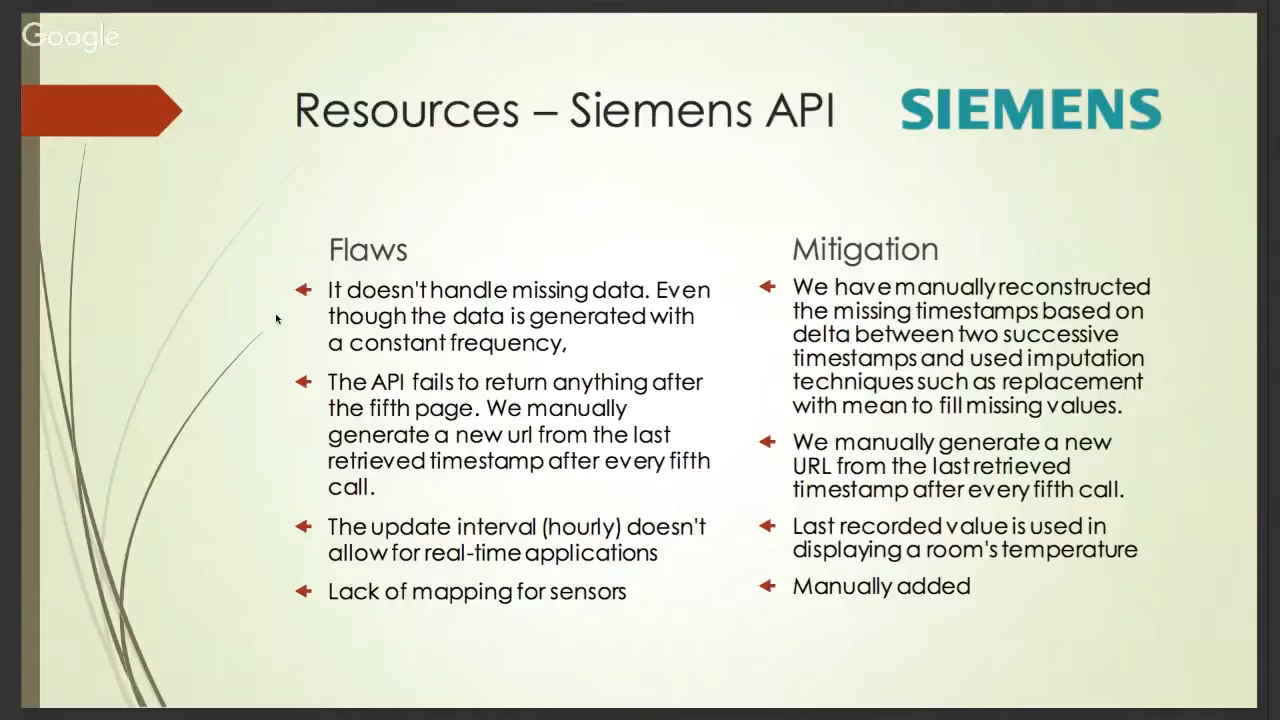 Google
Resources – Siemens API
SIEMENS
Flaws
It doesn't handle missing data. Even
though the data is generated with
a constant frequency,
The API fails to return anything after
the fifth page. We manually
generate a new url from the last
retrieved timestamp after every fifth
call.
The update interval (hourly) doesn't
allow for real-time applications
Lack of mapping for sensors
Mitigation
We have manually reconstructed
the missing timestamps based on
delta between two successive
timestamps and used imputation
techniques such as replacement
with mean to fill missing values.
We manually generate a new
URL from the last retrieved
timestamp after every fifth call.
Last recorded value is used in
displaying a room's temperature
Manually added